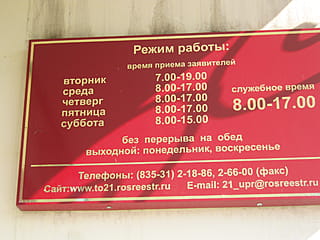 Режим работы:
время приема заявителей
вторник 7.00-19.00
среда 8.00-17.00
четверг 8.00-17.00
пятница 8.00-17.00
суббота 8.00-15.00
служебное время
8.00-17.00
без перерыва на обед
выходной: понедельник, воскресенье
Телефоны: (835-31) 2-18-86, 2-66-00 (факс)
Сайт:www.to21.rosreestr.ru E-mail: 21_upr@rosreestr.ru